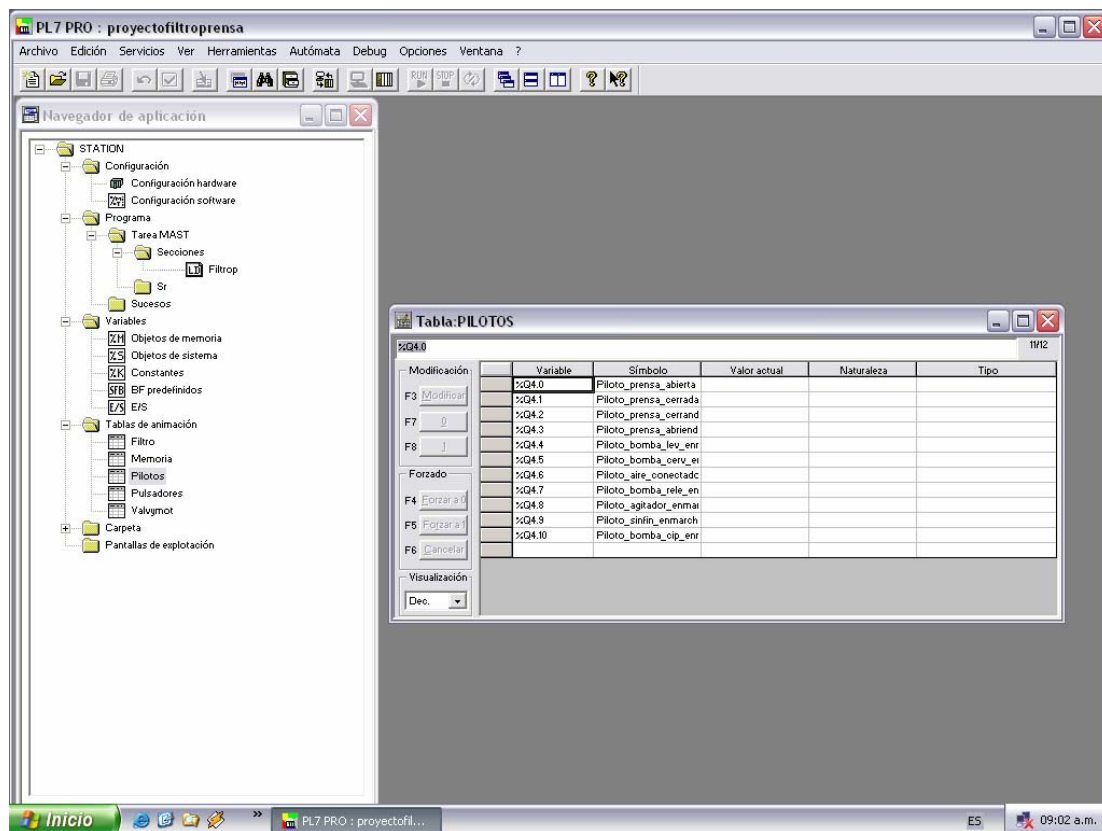 PL7 PRO : proyectofiltroprensa
Archivo Edición Servicios Ver Herramientas Autómata Debug Opciones Ventana ?
RUN STOP
Navegador de aplicación
STATION
Configuración
Configuración hardware
Configuración software
Programa
Tarea MAST
Secciones
LD Filtrop
Sr
Sucesos
Variables
%M Objetos de memoria
%S Objetos de sistema
%K Constantes
SFB BF predefinidos
E/S E/S
Tablas de animación
Filtro
Memoria
Pilotos
Pulsadores
Valvymot
Carpeta
Pantallas de explotación
Tabla:PILOTOS
%Q4.0 11/12
Modificación
F3 Modificar
F7 0
F8 1
Forzado
F4 Forzar a 0
F5 Forzar a 1
F6 Cancelar
Visualización
Dec.
Variable Símbolo Valor actual Naturaleza Tipo
%Q4.0 Piloto_prensa_abierta
%Q4.1 Piloto_prensa_cerrada
%Q4.2 Piloto_prensa_cerrand
%Q4.3 Piloto_prensa_abriend
%Q4.4 Piloto_bomba_lev_enr
%Q4.5 Piloto_bomba_cerv_e
%Q4.6 Piloto_aire_conectadc
%Q4.7 Piloto_bomba_rele_en
%Q4.8 Piloto_agitador_enmar
%Q4.9 Piloto_sinfin_enmarch
%Q4.10 Piloto_bomba_cip_enr
Inicio » PL7 PRO : proyectofil... ES 09:02 a.m.